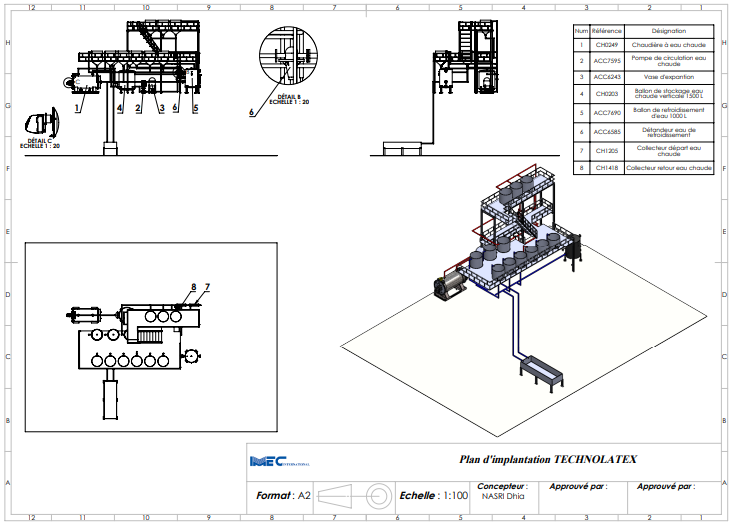 12 11 10 9 8 7 6 5 4 3 2 1
H H
G G
F F
E E
D D
C C
B B
A A
1 4 2 3 6 5
6
DÉTAIL B
ECHELLE 1 : 20
DÉTAIL C
ECHELLE 1 : 20
Num Référence Désignation
1 CH0249 Chaudière à eau chaude
2 ACC7595 Pompe de circulation eau
chaude
3 ACC6243 Vase d'expantion
4 CH0203 Ballon de stockage eau
chaude verticale 1500 L
5 ACC7690 Ballon de refroidissement
d'eau 1000 L
6 ACC6585 Détandeur eau de
refroidissement
7 CH1205 Collecteur départ eau
chaude
8 CH1418 Collecteur retour eau chaude
8 7
IMEC INTERNATIONAL
Plan d'implantation TECHNOLATEX
Format : A2
Echelle : 1:100
Concepteur :
NASRI Dhia
Approuvé par :
Approuvé par :
12 11 10 9 8 7 6 5 4 3 2 1